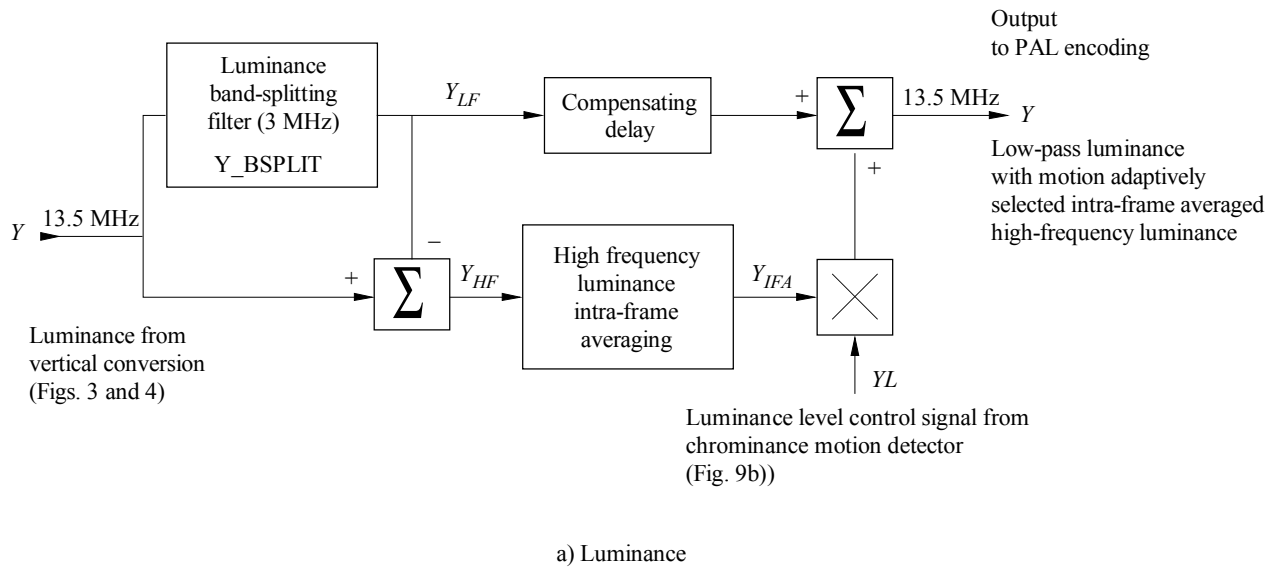 Output
to PAL encoding
Luminance
band-splitting
filter (3 MHz)
Y_BSPLIT
Y_LF
Compensating
delay
+
Σ
13.5 MHz
Y
+
Low-pass luminance
with motion adaptively
selected intra-frame averaged
high-frequency luminance
Y
13.5 MHz
−
+
Σ
Y_HF
High frequency
luminance
intra-frame
averaging
Y_IFA
Luminance from
vertical conversion
(Figs. 3 and 4)
YL
Luminance level control signal from
chrominance motion detector
(Fig. 9b))
a) Luminance